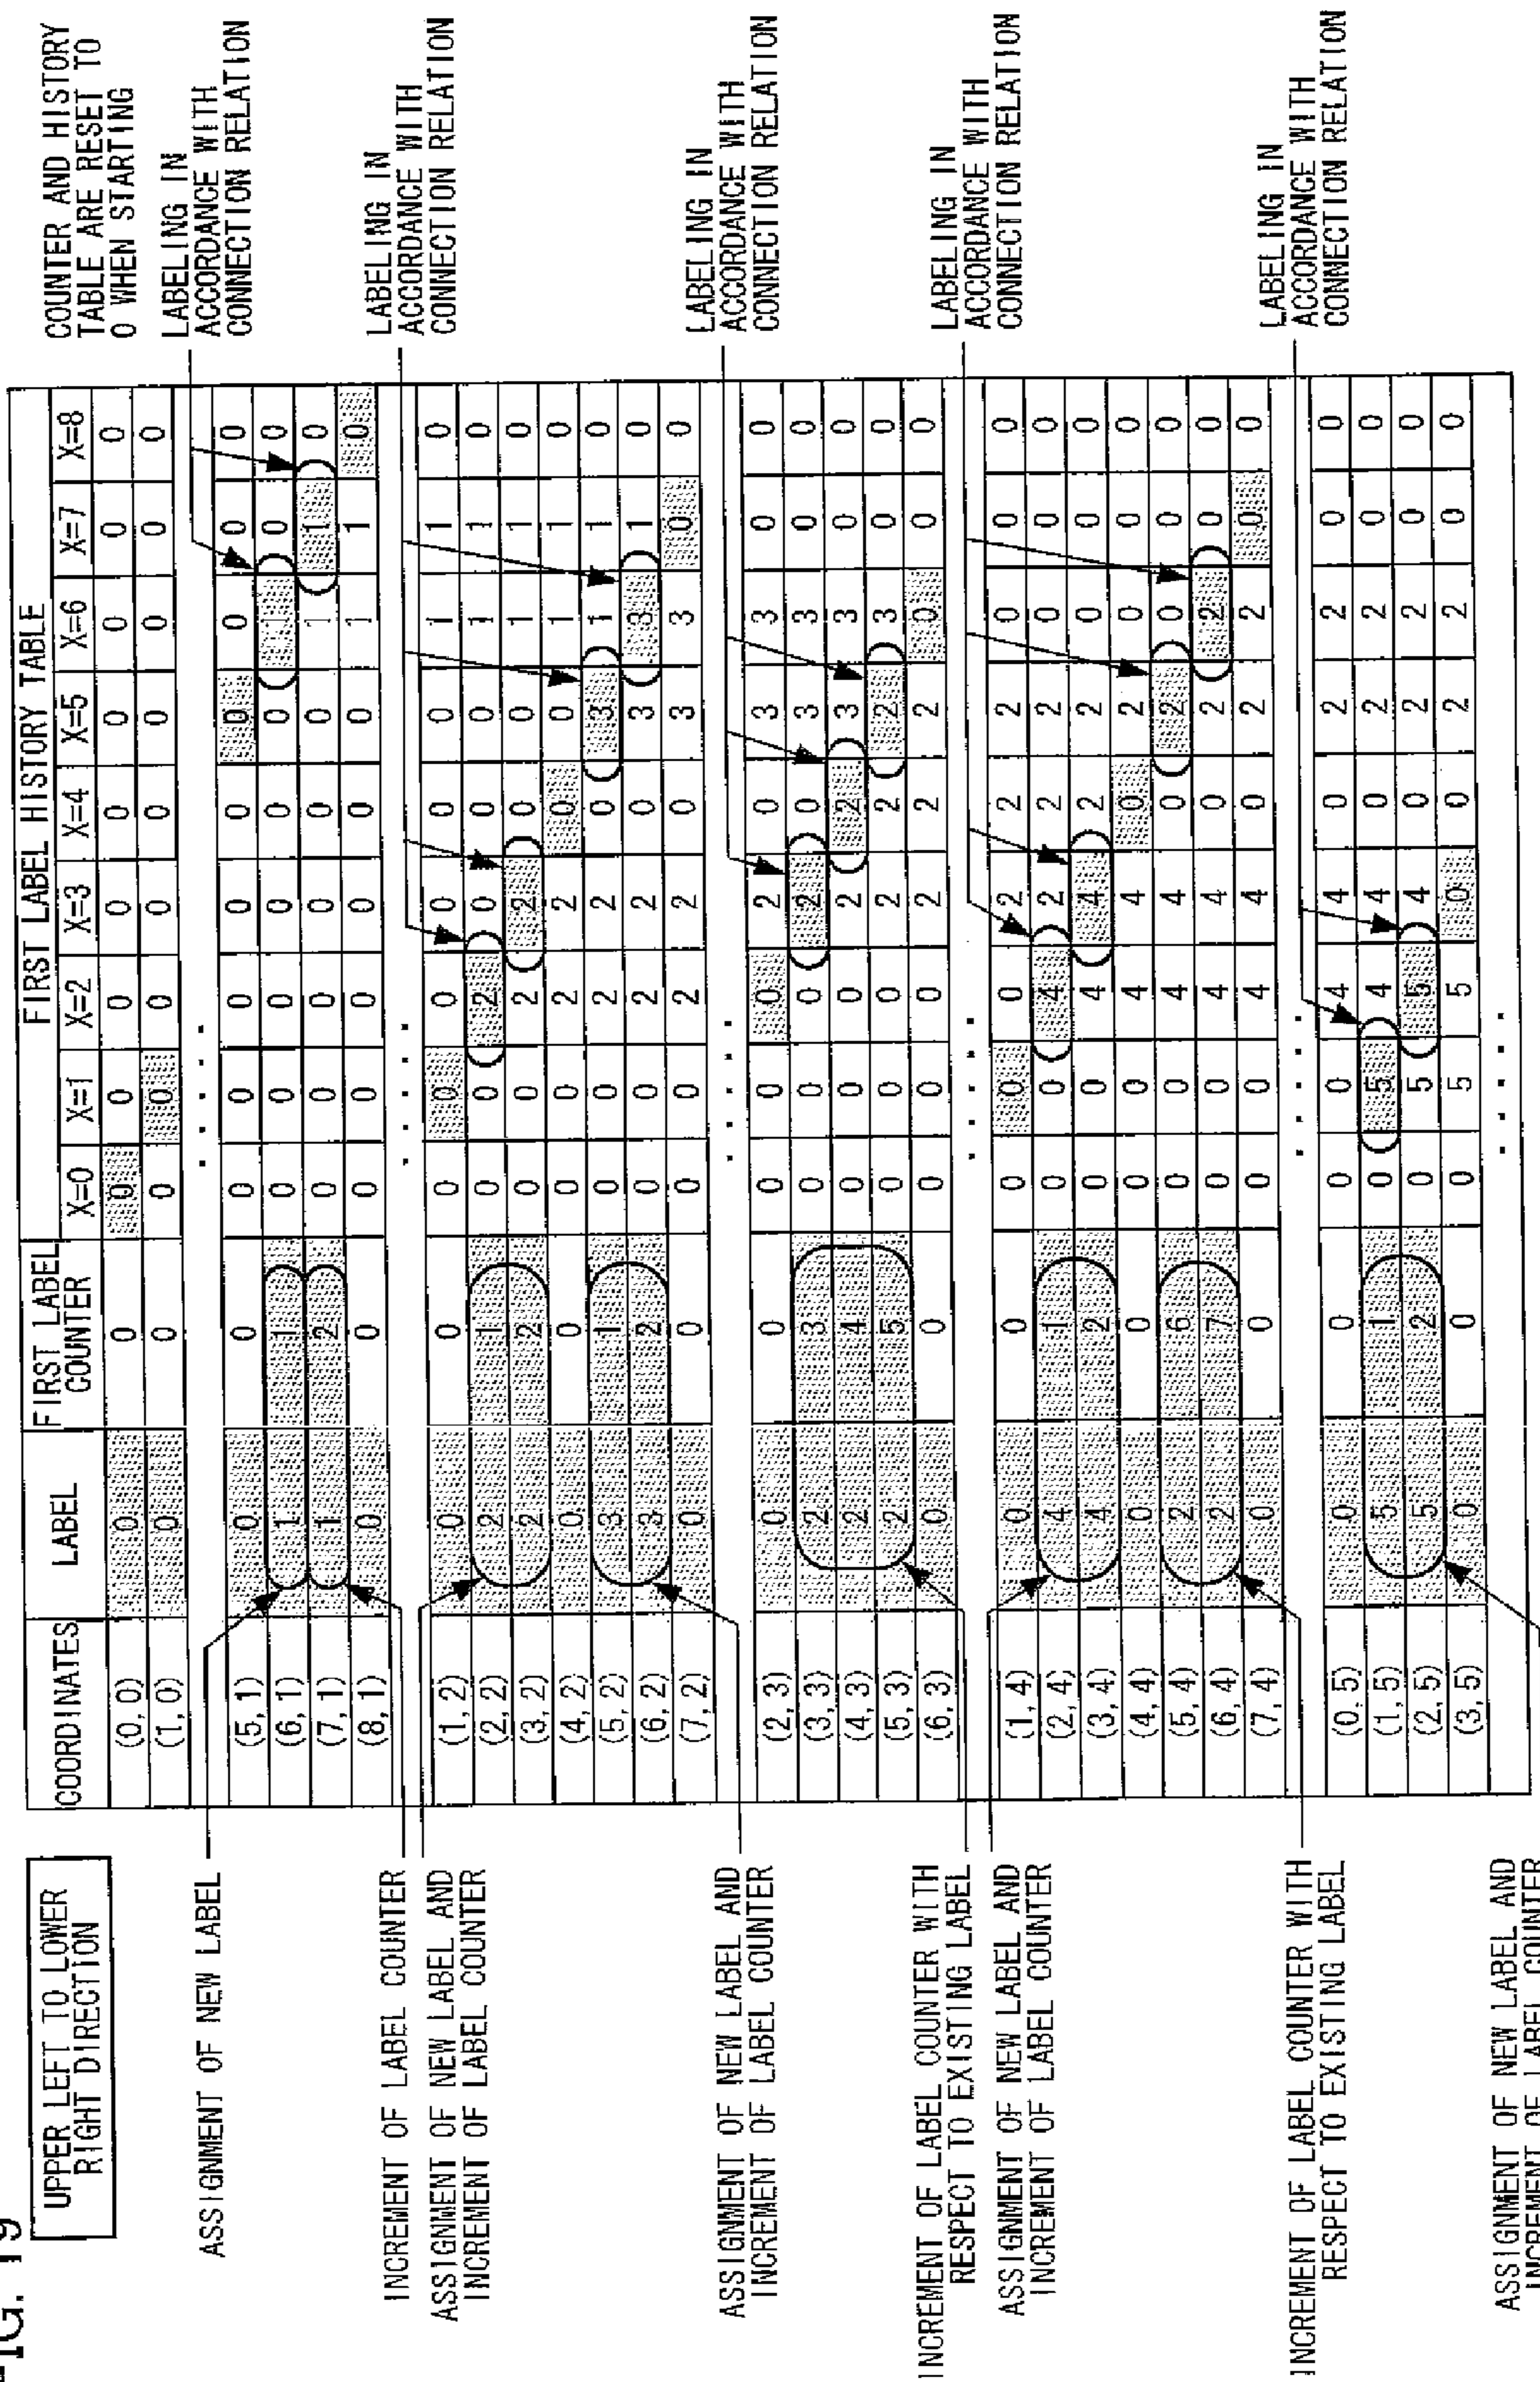 FIG. 19
UPPER LEFT TO LOWER
RIGHT DIRECTION
COORDINATES LABEL FIRST LABEL COUNTER FIRST LABEL HISTORY TABLE
X=0 X=1 X=2 X=3 X=4 X=5 X=6 X=7 X=8
(0, 0) 0 0 0 0 0 0 0 0 0 0 0
(1, 0) 0 0 0 0 0 0 0 0 0 0 0
.....
(5, 1) 0 0 0 0 0 0 0 0 0 0 0
(6, 1) 1 1 0 0 0 0 0 0 1 0 0
(7, 1) 1 2 0 0 0 0 0 0 1 1 0
(8, 1) 0 0 0 0 0 0 0 0 1 1 0
.....
(1, 2) 0 0 0 0 0 0 0 0 1 1 0
(2, 2) 2 1 0 0 2 0 0 0 1 1 0
(3, 2) 2 2 0 0 2 2 0 0 1 1 0
(4, 2) 0 0 0 0 2 2 0 0 1 1 0
(5, 2) 3 1 0 0 2 2 0 3 1 1 0
(6, 2) 3 2 0 0 2 2 0 3 3 1 0
(7, 2) 0 0 0 0 2 2 0 3 3 0 0
.....
(2, 3) 0 0 0 0 0 2 0 3 3 0 0
(3, 3) 2 3 0 0 0 2 0 3 3 0 0
(4, 3) 2 4 0 0 0 2 2 3 3 0 0
(5, 3) 2 5 0 0 0 2 2 2 3 0 0
(6, 3) 0 0 0 0 0 2 2 2 0 0 0
.....
(1, 4) 0 0 0 0 0 2 2 2 0 0 0
(2, 4) 4 1 0 0 4 2 2 2 0 0 0
(3, 4) 4 2 0 0 4 4 2 2 0 0 0
(4, 4) 0 0 0 0 4 4 0 2 0 0 0
(5, 4) 2 6 0 0 4 4 0 2 0 0 0
(6, 4) 2 7 0 0 4 4 0 2 2 0 0
(7, 4) 0 0 0 0 4 4 0 2 2 0 0
.....
(0, 5) 0 0 0 0 4 4 0 2 2 0 0
(1, 5) 5 1 0 5 4 4 0 2 2 0 0
(2, 5) 5 2 0 5 5 4 0 2 2 0 0
(3, 5) 0 0 0 5 5 0 0 2 2 0 0
.....
COUNTER AND HISTORY
TABLE ARE RESET TO
0 WHEN STARTING
LABELING IN
ACCORDANCE WITH
CONNECTION RELATION
LABELING IN
ACCORDANCE WITH
CONNECTION RELATION
LABELING IN
ACCORDANCE WITH
CONNECTION RELATION
LABELING IN
ACCORDANCE WITH
CONNECTION RELATION
LABELING IN
ACCORDANCE WITH
CONNECTION RELATION
ASSIGNMENT OF NEW LABEL
INCREMENT OF LABEL COUNTER
ASSIGNMENT OF NEW LABEL AND
INCREMENT OF LABEL COUNTER
ASSIGNMENT OF NEW LABEL AND
INCREMENT OF LABEL COUNTER
INCREMENT OF LABEL COUNTER WITH
RESPECT TO EXISTING LABEL
ASSIGNMENT OF NEW LABEL AND
INCREMENT OF LABEL COUNTER
INCREMENT OF LABEL COUNTER WITH
RESPECT TO EXISTING LABEL
ASSIGNMENT OF NEW LABEL AND
INCREMENT OF LABEL COUNTER